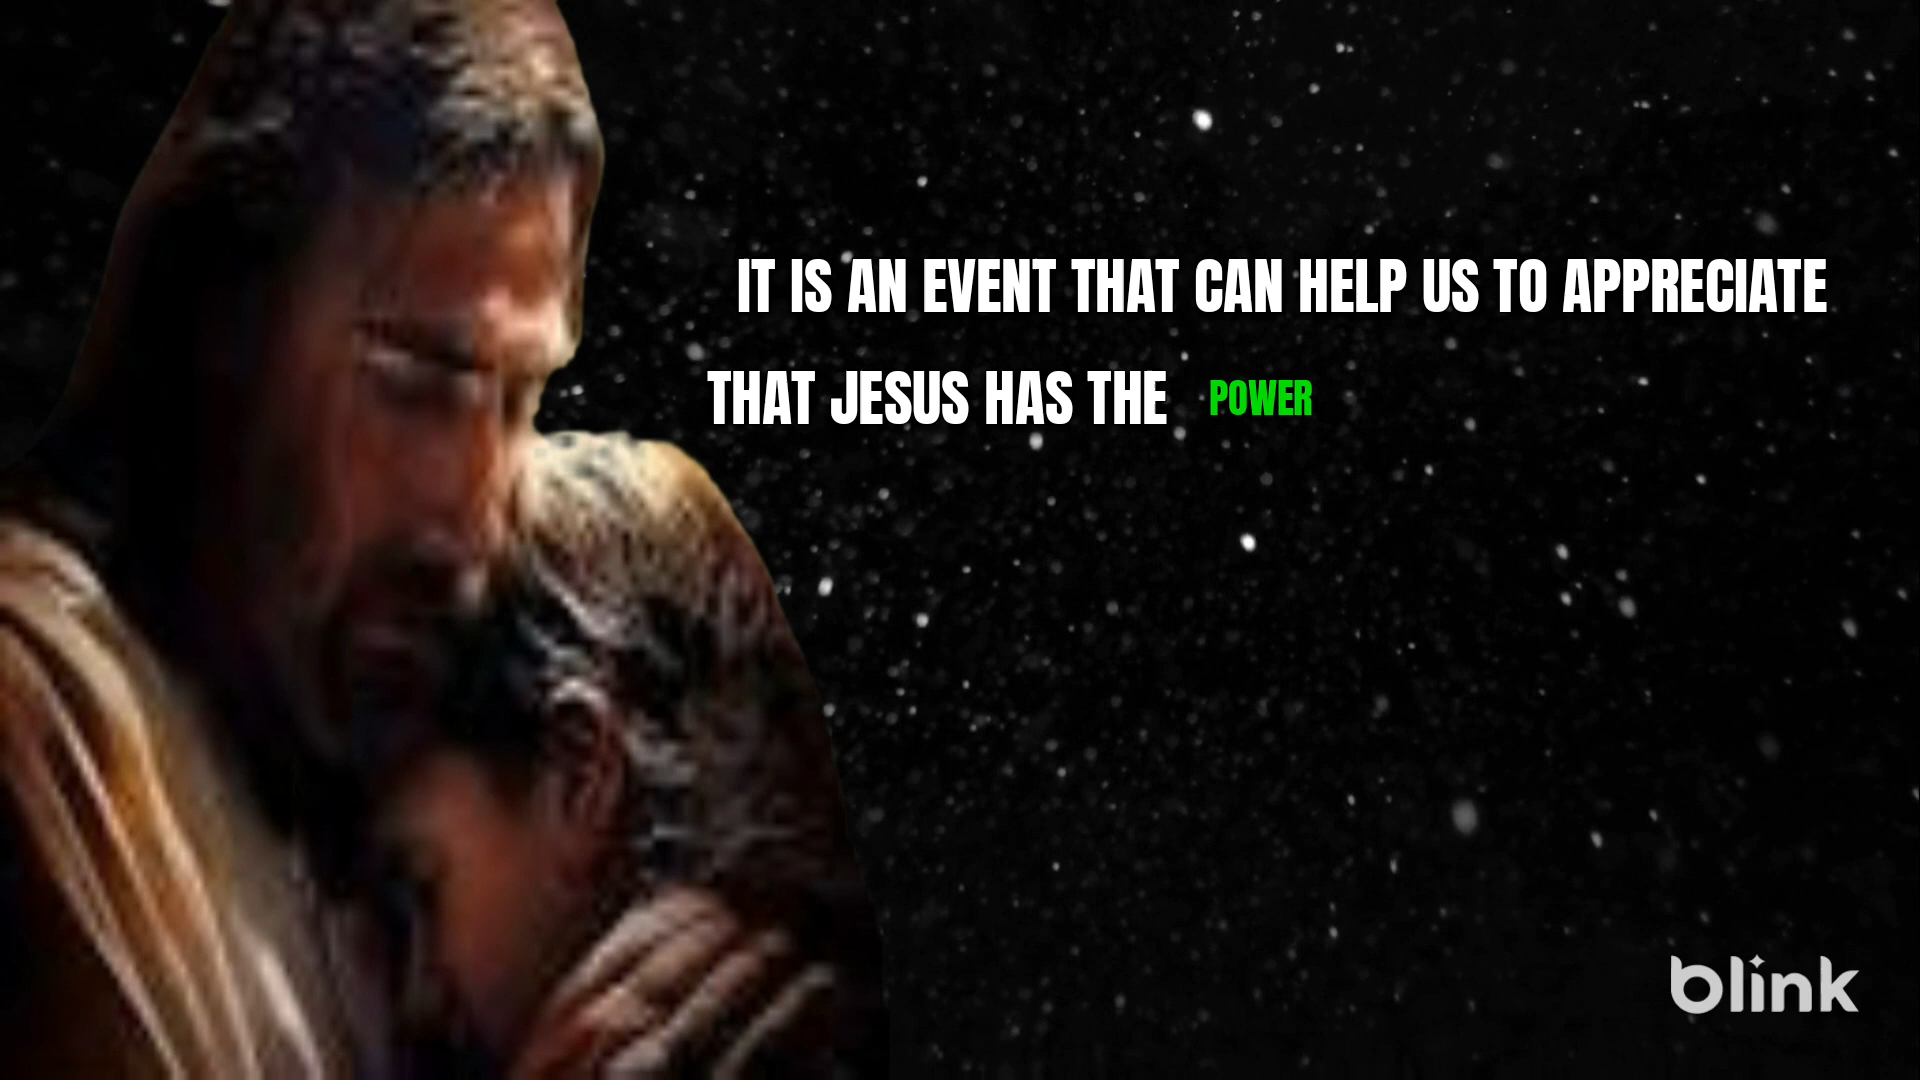 IT IS AN EVENT THAT CAN HELP US TO APPRECIATE
THAT JESUS HAS THE POWER
blink